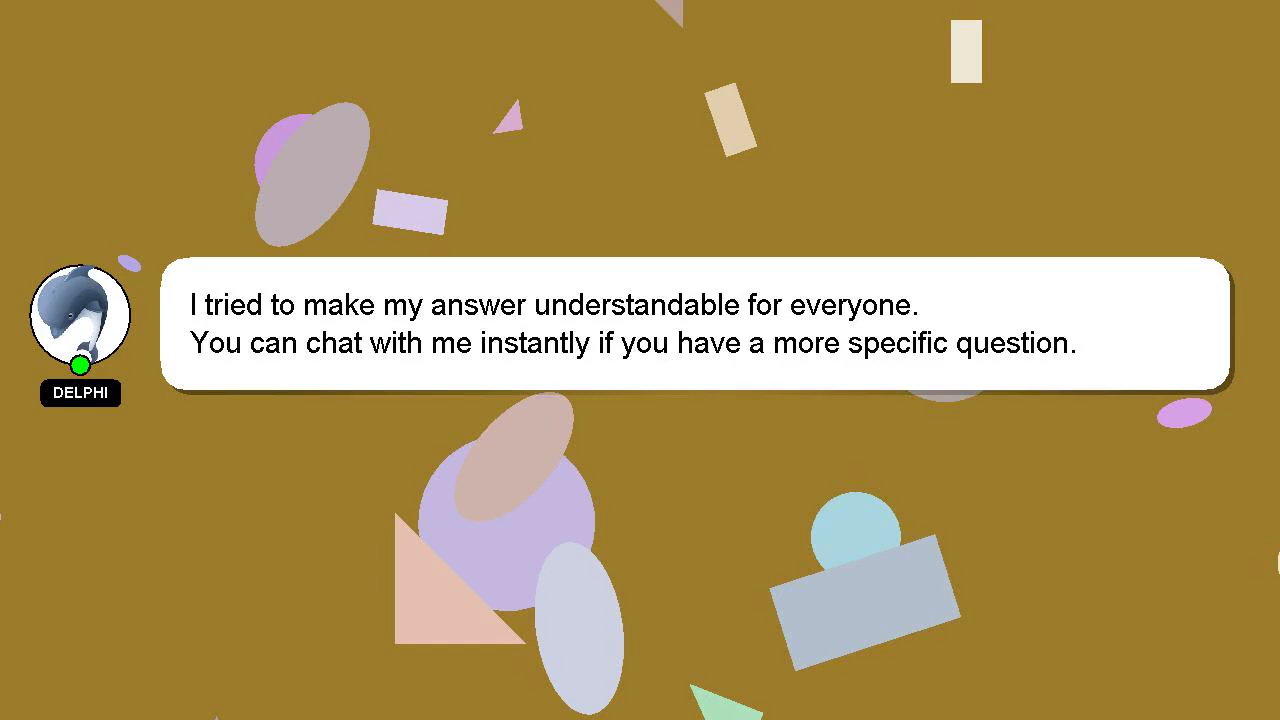 I tried to make my answer understandable for everyone.
You can chat with me instantly if you have a more specific question.
DELPHI